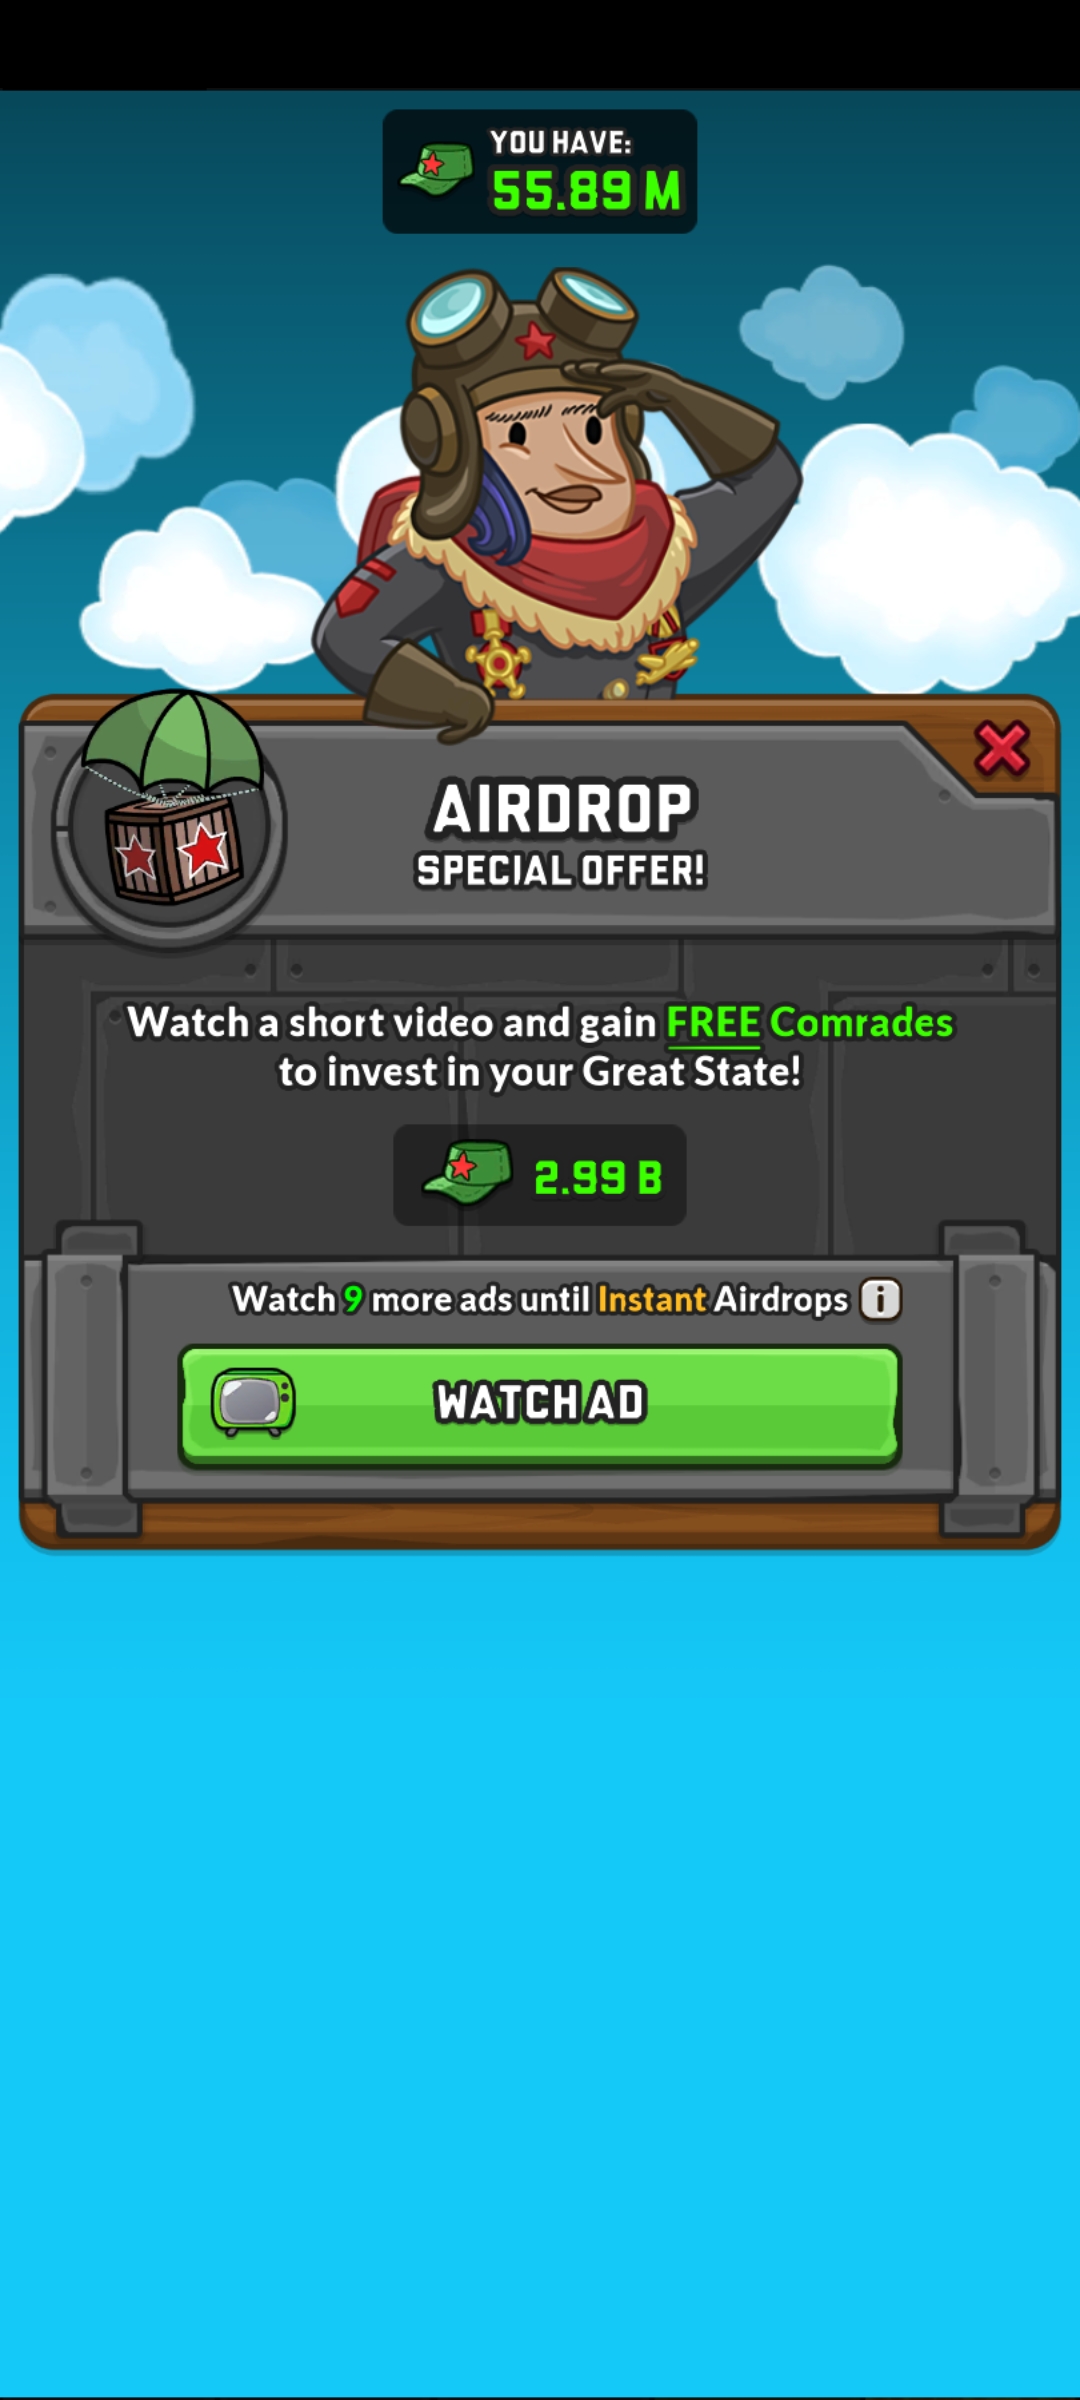 YOU HAVE:
55.89 M
AIRDROP
SPECIAL OFFER!
Watch a short video and gain FREE Comrades
to invest in your Great State!
2.99 B
Watch 9 more ads until Instant Airdrops i
WATCH AD